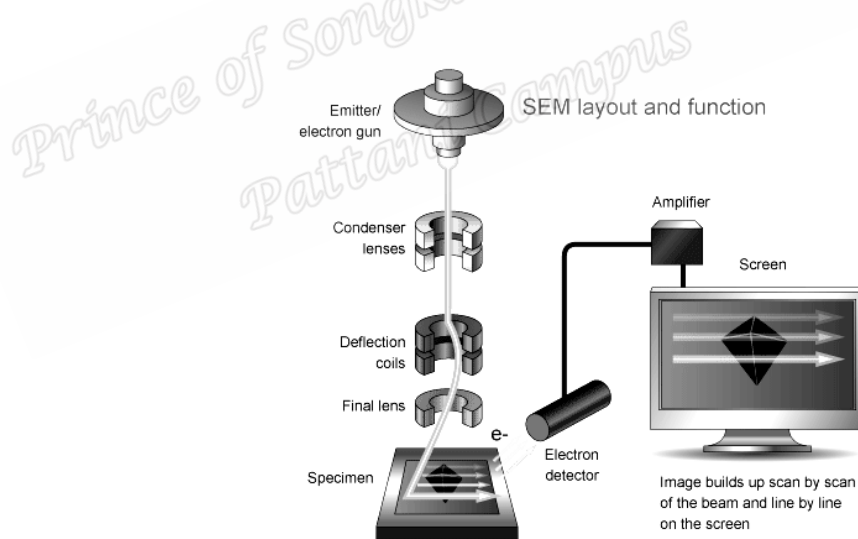 Prince of Songkl
Pattani Campus
SEM layout and function
Emitter/
electron gun
Condenser
lenses
Deflection
coils
Final lens
Specimen
e-
Electron
detector
Amplifier
Screen
Image builds up scan by scan
of the beam and line by line
on the screen